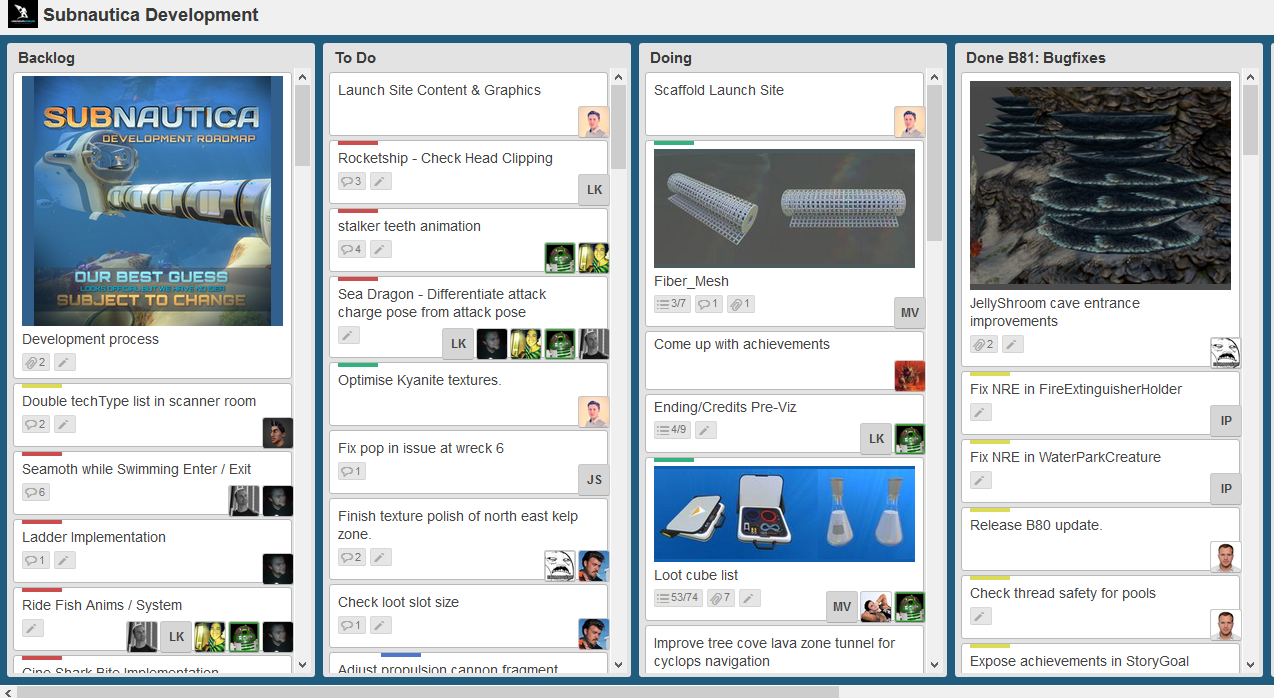 Subnautica Development
Backlog
SUBNAUTICA
DEVELOPMENT ROADMAP
OUR BEST GUESS
LOOKS OFFICIAL BUT WE HAVE NO IDEA
SUBJECT TO CHANGE
Development process
2
Double techType list in scanner room
2
Seamoth while Swimming Enter / Exit
6
Ladder Implementation
1
Ride Fish Anims / System
LK
Cine Shark Bite Implementation
To Do
Launch Site Content & Graphics
Rocketship - Check Head Clipping
3
LK
stalker teeth animation
4
Sea Dragon - Differentiate attack
charge pose from attack pose
LK
Optimise Kyanite textures.
Fix pop in issue at wreck 6
1
JS
Finish texture polish of north east kelp
zone.
2
Check loot slot size
1
Adjust propulsion cannon fragment
Doing
Scaffold Launch Site
Fiber_Mesh
3/7 1 1
MV
Come up with achievements
Ending/Credits Pre-Viz
4/9
LK
Loot cube list
53/74 7
MV
Improve tree cove lava zone tunnel for
cyclops navigation
Done B81: Bugfixes
JellyShroom cave entrance
improvements
2
Fix NRE in FireExtinguisherHolder
IP
Fix NRE in WaterParkCreature
IP
Release B80 update.
Check thread safety for pools
Expose achievements in StoryGoal